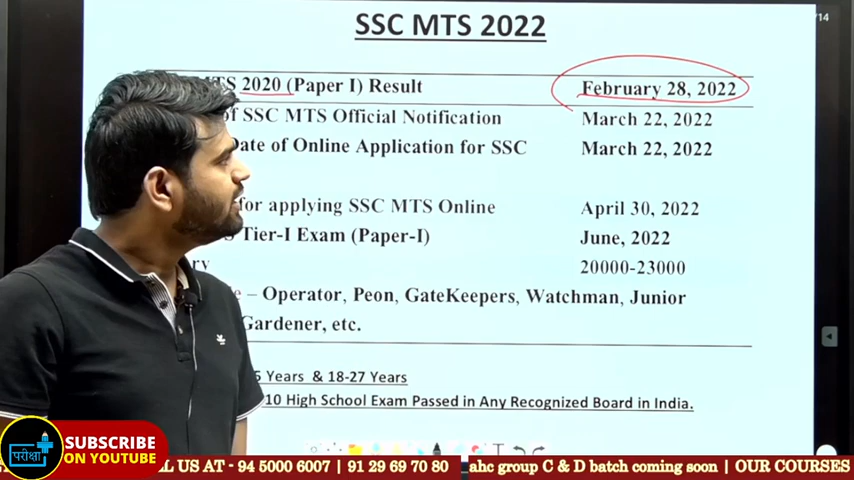 SSC MTS 2022
/14
MTS 2020 (Paper I) Result February 28, 2022
of SSC MTS Official Notification March 22, 2022
Date of Online Application for SSC March 22, 2022
for applying SSC MTS Online April 30, 2022
Tier-I Exam (Paper-I) June, 2022
20000-23000
– Operator, Peon, GateKeepers, Watchman, Junior
Gardener, etc.
Years & 18-27 Years
10 High School Exam Passed in Any Recognized Board in India.
परीक्षा
SUBSCRIBE
ON YOUTUBE
L US AT - 94 5000 6007 | 91 29 69 70 80 ahc group C & D batch coming soon | OUR COURSES